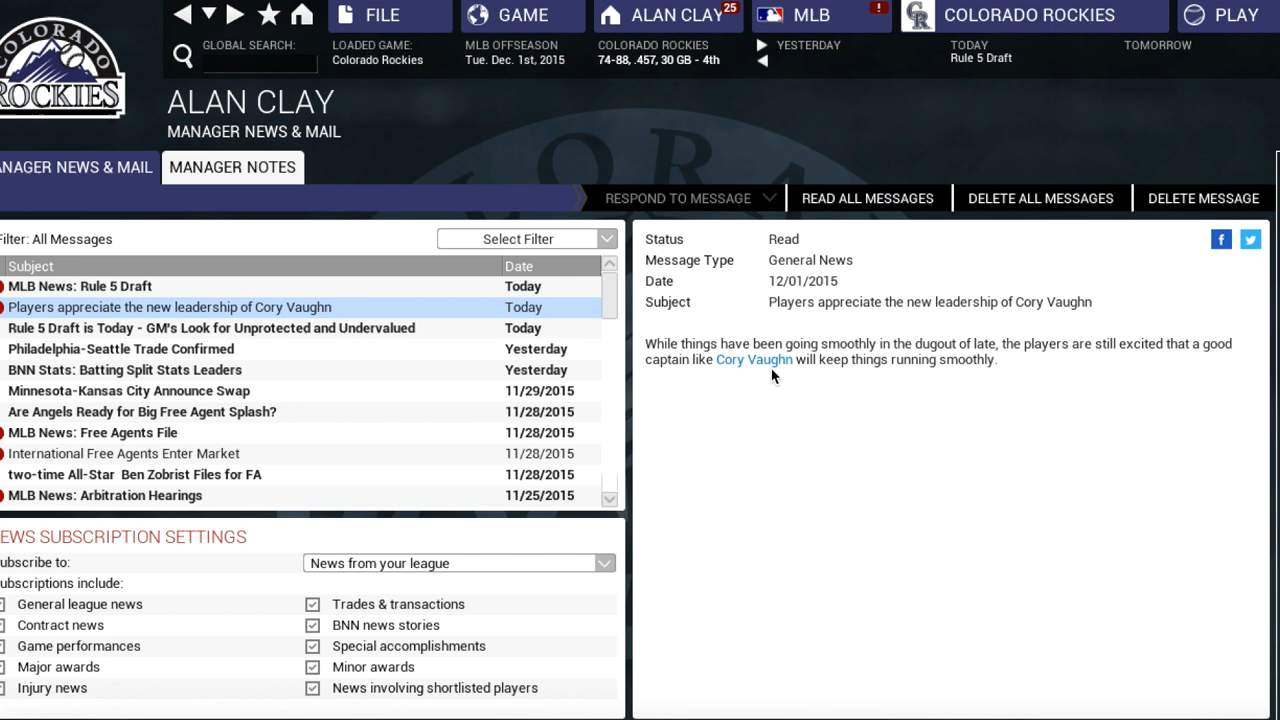 FILE
GAME
ALAN CLAY
25
MLB
!
COLORADO ROCKIES
PLAY
GLOBAL SEARCH:
LOADED GAME:
Colorado Rockies
MLB OFFSEASON
Tue. Dec. 1st, 2015
COLORADO ROCKIES
74-88, .457, 30 GB - 4th
YESTERDAY
TODAY
Rule 5 Draft
TOMORROW
COLORADO
ROCKIES
CR
ALAN CLAY
MANAGER NEWS & MAIL
ANAGER NEWS & MAIL
MANAGER NOTES
RESPOND TO MESSAGE
READ ALL MESSAGES
DELETE ALL MESSAGES
DELETE MESSAGE
Filter: All Messages
Select Filter
Subject Date
MLB News: Rule 5 Draft Today
Players appreciate the new leadership of Cory Vaughn Today
Rule 5 Draft is Today - GM's Look for Unprotected and Undervalued Today
Philadelphia-Seattle Trade Confirmed Yesterday
BNN Stats: Batting Split Stats Leaders Yesterday
Minnesota-Kansas City Announce Swap 11/29/2015
Are Angels Ready for Big Free Agent Splash? 11/28/2015
MLB News: Free Agents File 11/28/2015
International Free Agents Enter Market 11/28/2015
two-time All-Star Ben Zobrist Files for FA 11/28/2015
MLB News: Arbitration Hearings 11/25/2015
Status Read
Message Type General News
Date 12/01/2015
Subject Players appreciate the new leadership of Cory Vaughn
While things have been going smoothly in the dugout of late, the players are still excited that a good
captain like Cory Vaughn will keep things running smoothly.
EWS SUBSCRIPTION SETTINGS
ubscribe to: News from your league
ubscriptions include:
General league news Trades & transactions
Contract news BNN news stories
Game performances Special accomplishments
Major awards Minor awards
Injury news News involving shortlisted players